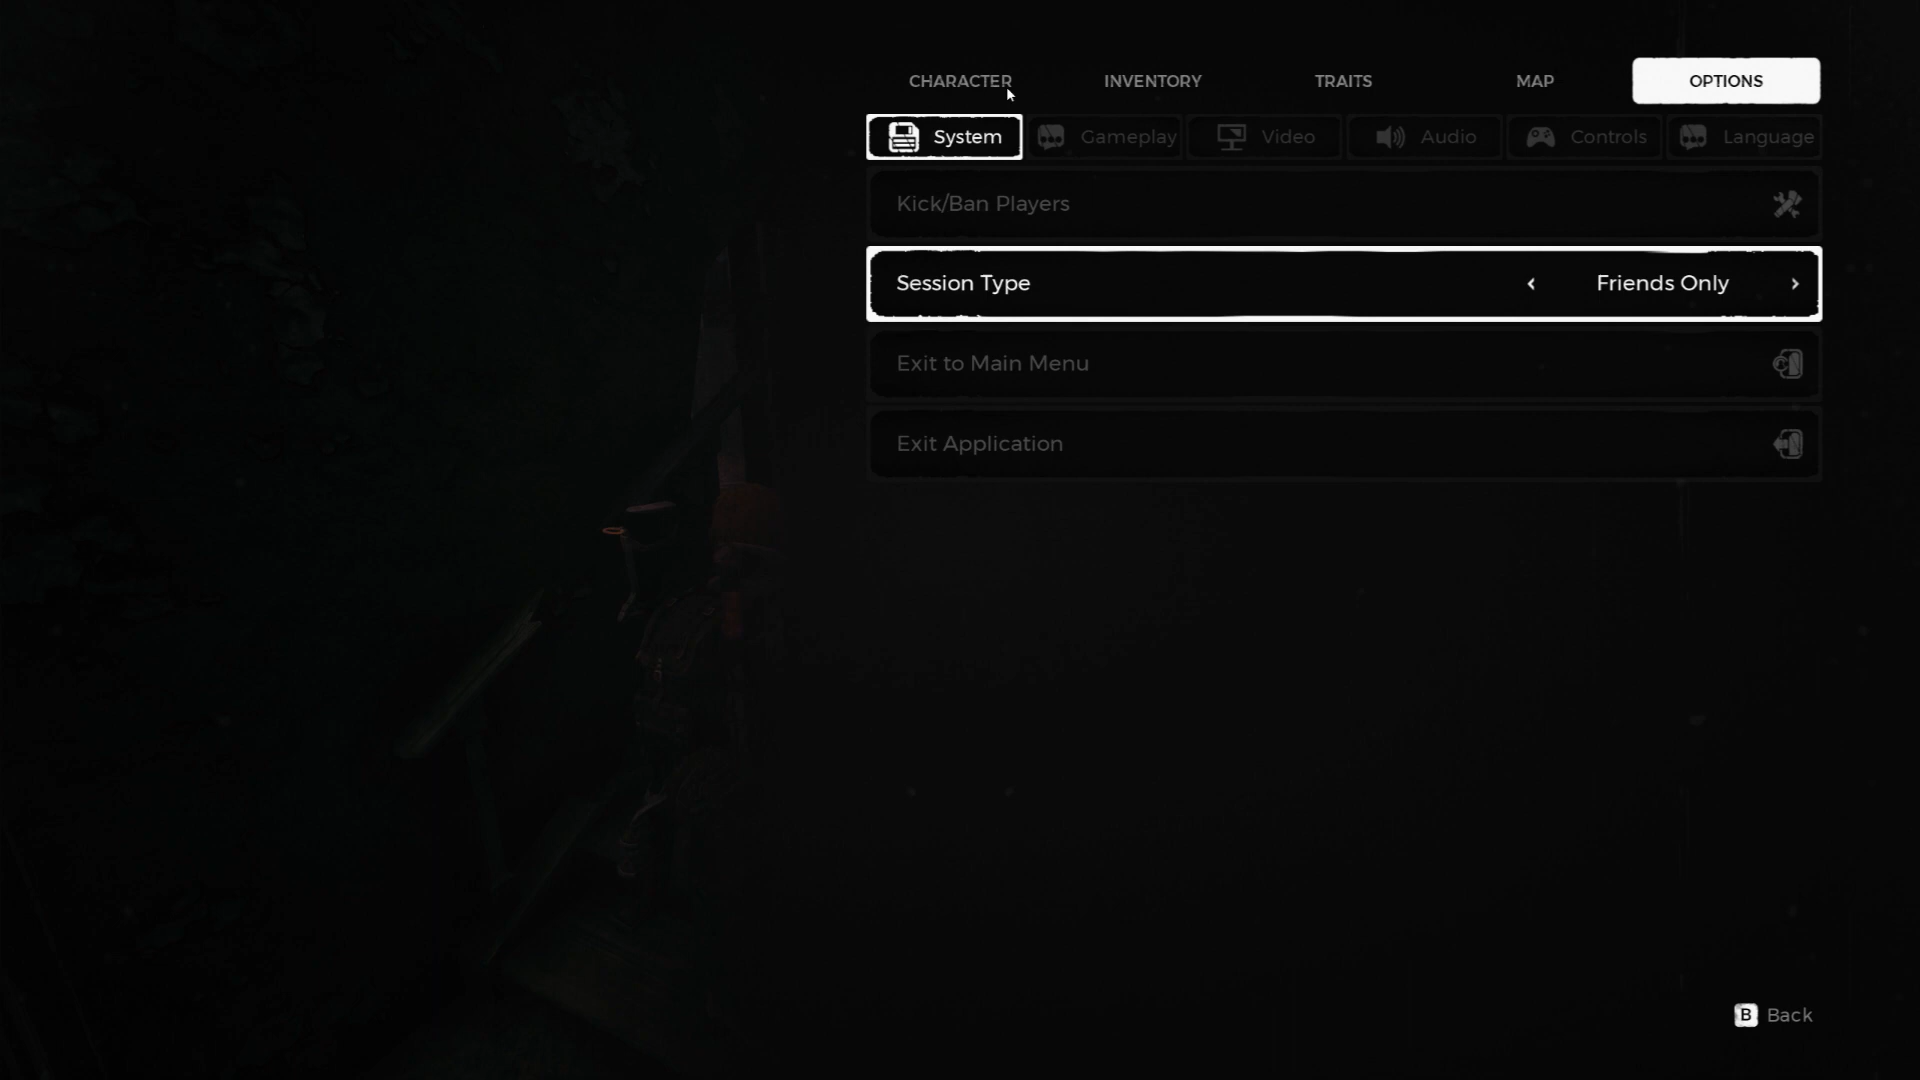 CHARACTER INVENTORY TRAITS MAP OPTIONS
System Gameplay Video Audio Controls Language
Kick/Ban Players
Session Type Friends Only
Exit to Main Menu
Exit Application
B Back